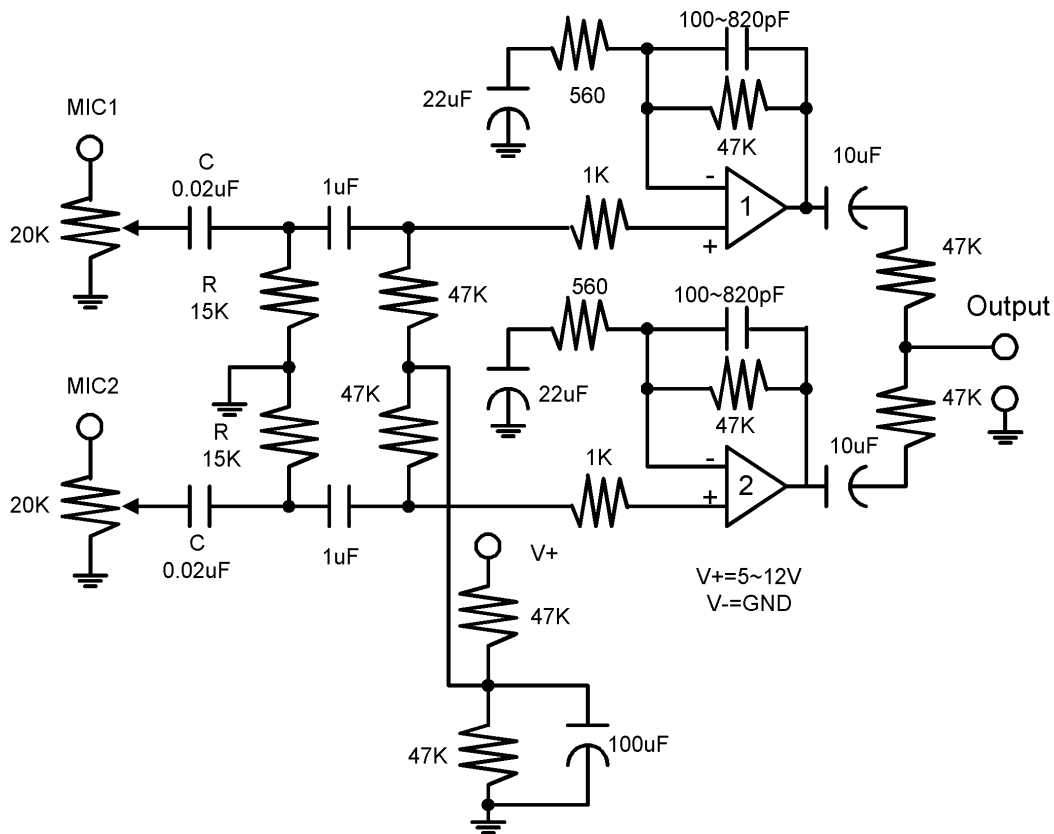 100~820pF
560
22uF
47K
MIC1
C
0.02uF
1uF
1K
10uF
-
1
+
20K
R
15K
47K
47K
560
100~820pF
Output
MIC2
R
15K
47K
22uF
47K
47K
1K
10uF
-
2
+
20K
C
0.02uF
1uF
V+
V+=5~12V
V-=GND
47K
47K
100uF